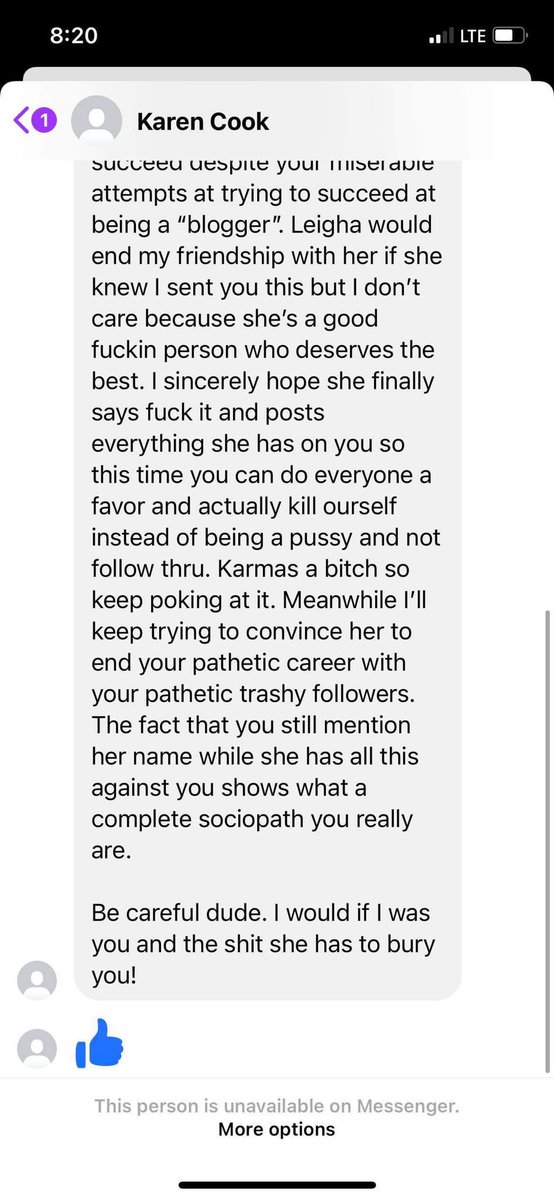 8:20
LTE
1
Karen Cook
succeed despite your miserable
attempts at trying to succeed at
being a “blogger”. Leigha would
end my friendship with her if she
knew I sent you this but I don’t
care because she’s a good
fuckin person who deserves the
best. I sincerely hope she finally
says fuck it and posts
everything she has on you so
this time you can do everyone a
favor and actually kill ourself
instead of being a pussy and not
follow thru. Karmas a bitch so
keep poking at it. Meanwhile I’ll
keep trying to convince her to
end your pathetic career with
your pathetic trashy followers.
The fact that you still mention
her name while she has all this
against you shows what a
complete sociopath you really
are.
Be careful dude. I would if I was
you and the shit she has to bury
you!
This person is unavailable on Messenger.
More options